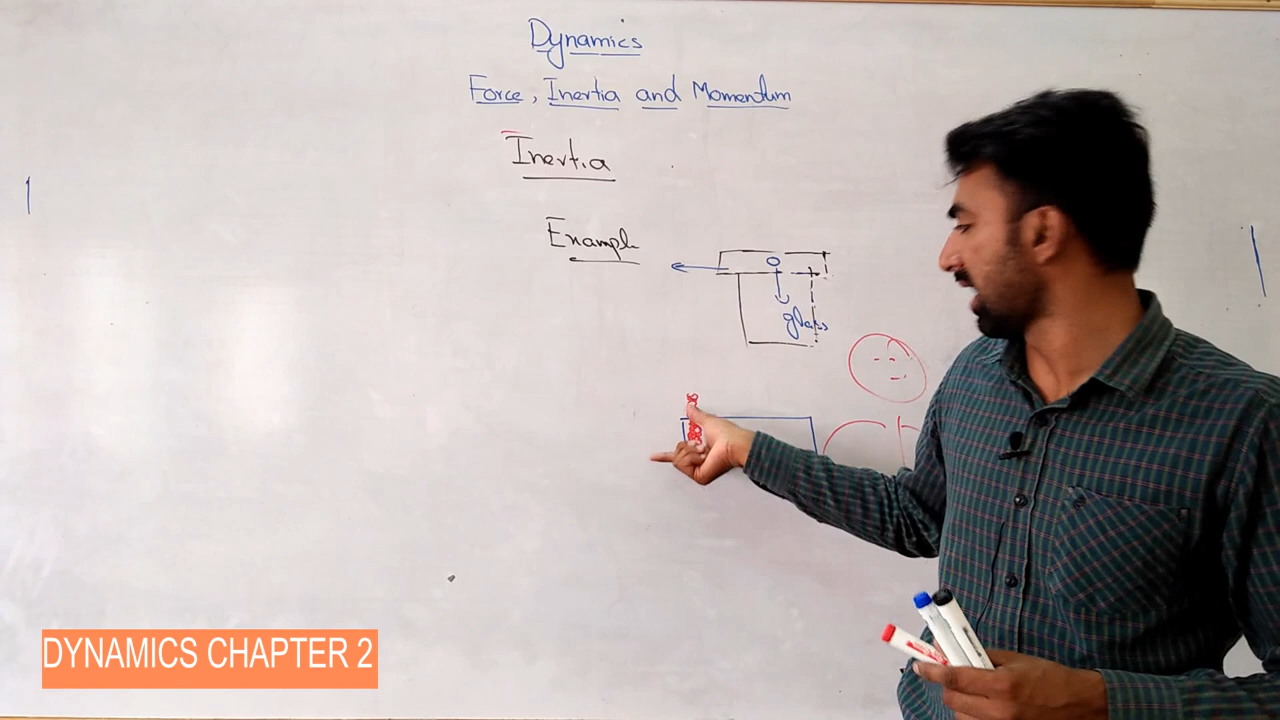 Dynamics
Force, Inertia and Momentum
Inertia
Example
glass
DYNAMICS CHAPTER 2